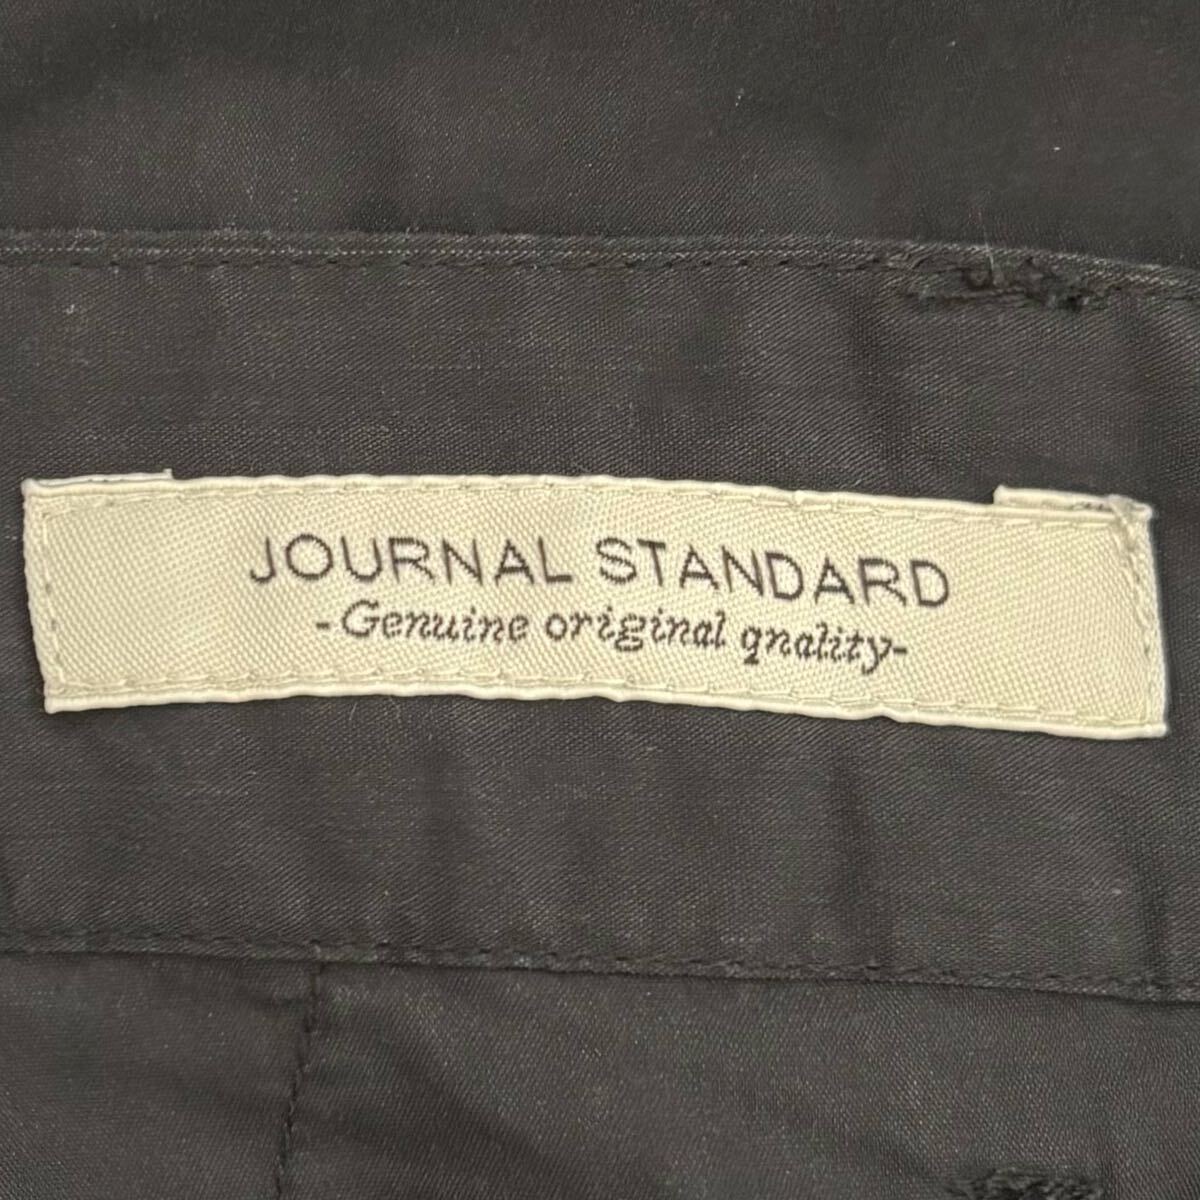 JOURNAL STANDARD
-Genuine original qnality-